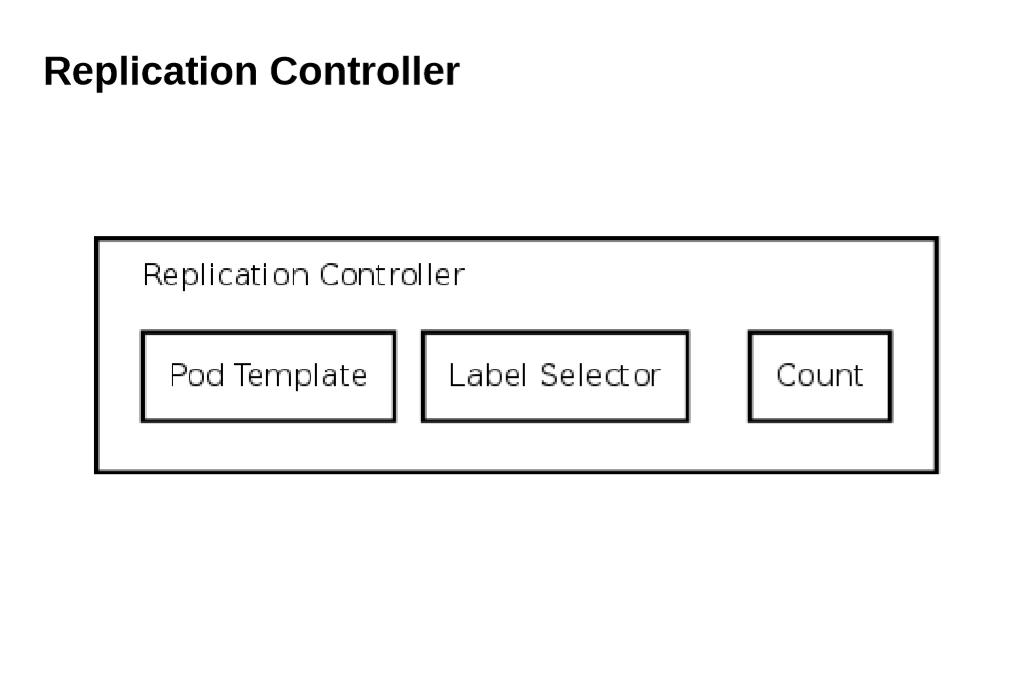 Replication Controller
Replication Controller
Pod Template
Label Selector
Count